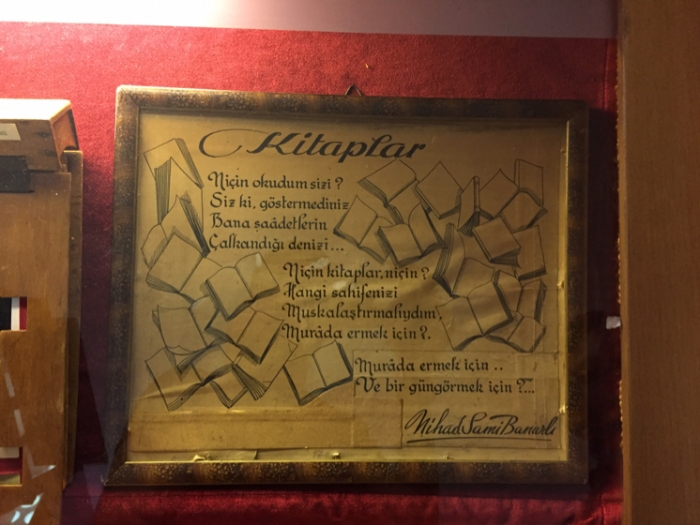 Kitaplar
Niçin okudum sizi?
Siz ki, göstermediniz
Bana şaâdetlerin
Çalkandığı denizi...
Niçin kitaplar, niçin?
Hangi sahifenizi
Muskalaştırmalıydım,
Murâda ermek için?.
Murâda ermek için..
Ve bir güngörmek için?...
Nihad Sami Banarlı